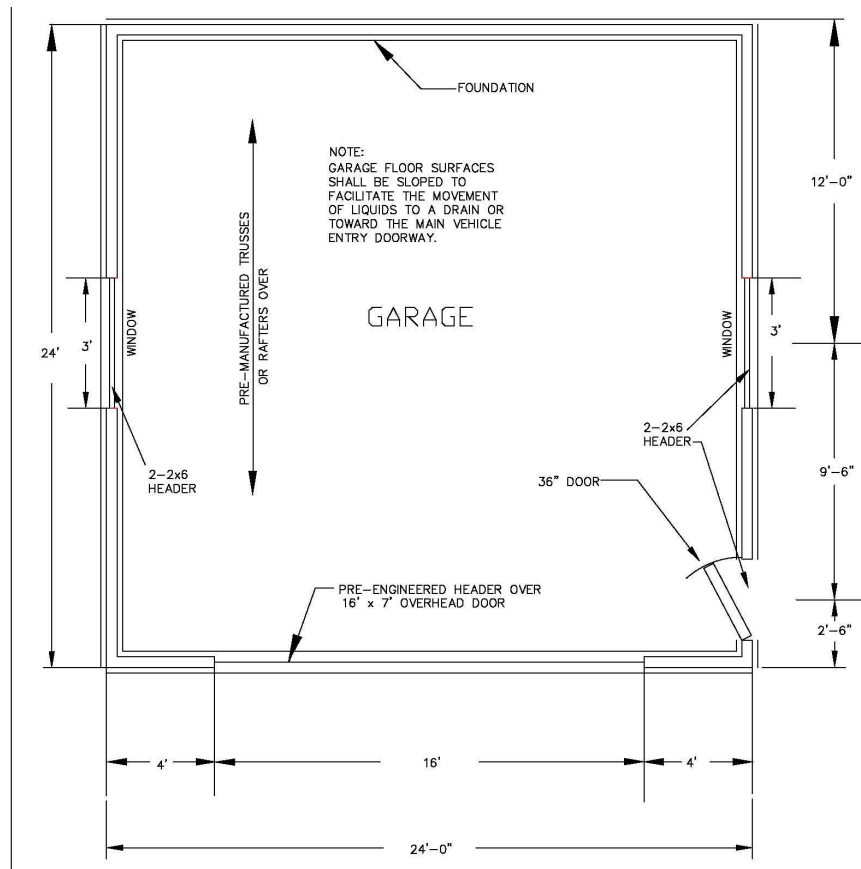 FOUNDATION
NOTE:
GARAGE FLOOR SURFACES
SHALL BE SLOPED TO
FACILITATE THE MOVEMENT
OF LIQUIDS TO A DRAIN OR
TOWARD THE MAIN VEHICLE
ENTRY DOORWAY.
12'-0"
PRE-MANUFACTURED TRUSSES
OR RAFTERS OVER
GARAGE
24'
3'
WINDOW
WINDOW
3'
2-2x6
HEADER
2-2x6
HEADER
9'-6"
36" DOOR
PRE-ENGINEERED HEADER OVER
16' x 7' OVERHEAD DOOR
2'-6"
4'
16'
4'
24'-0"